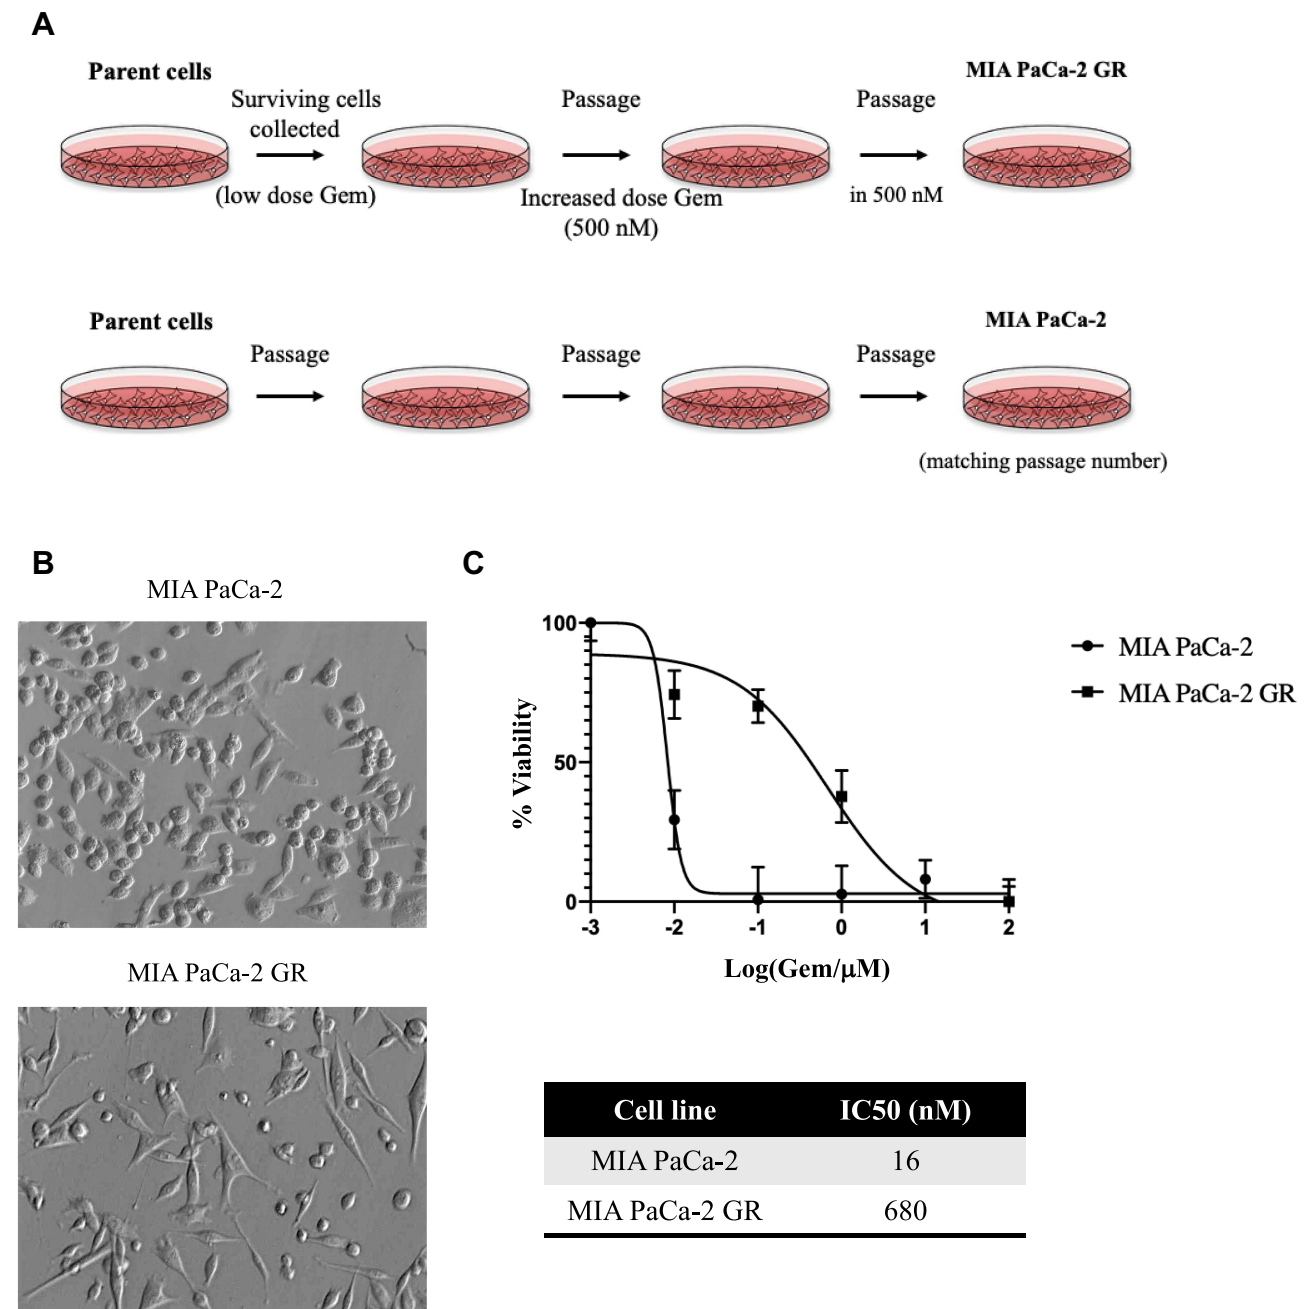 A
Parent cells
MIA PaCa-2 GR
Surviving cells
collected
Passage
Passage
(low dose Gem)
Increased dose Gem
(500 nM)
in 500 nM
Parent cells
MIA PaCa-2
Passage
Passage
Passage
(matching passage number)
B
MIA PaCa-2
MIA PaCa-2 GR
C
100
50
0
% Viability
-3 -2 -1 0 1 2
Log(Gem/μM)
MIA PaCa-2
MIA PaCa-2 GR
Cell line IC50 (nM)
MIA PaCa-2 16
MIA PaCa-2 GR 680